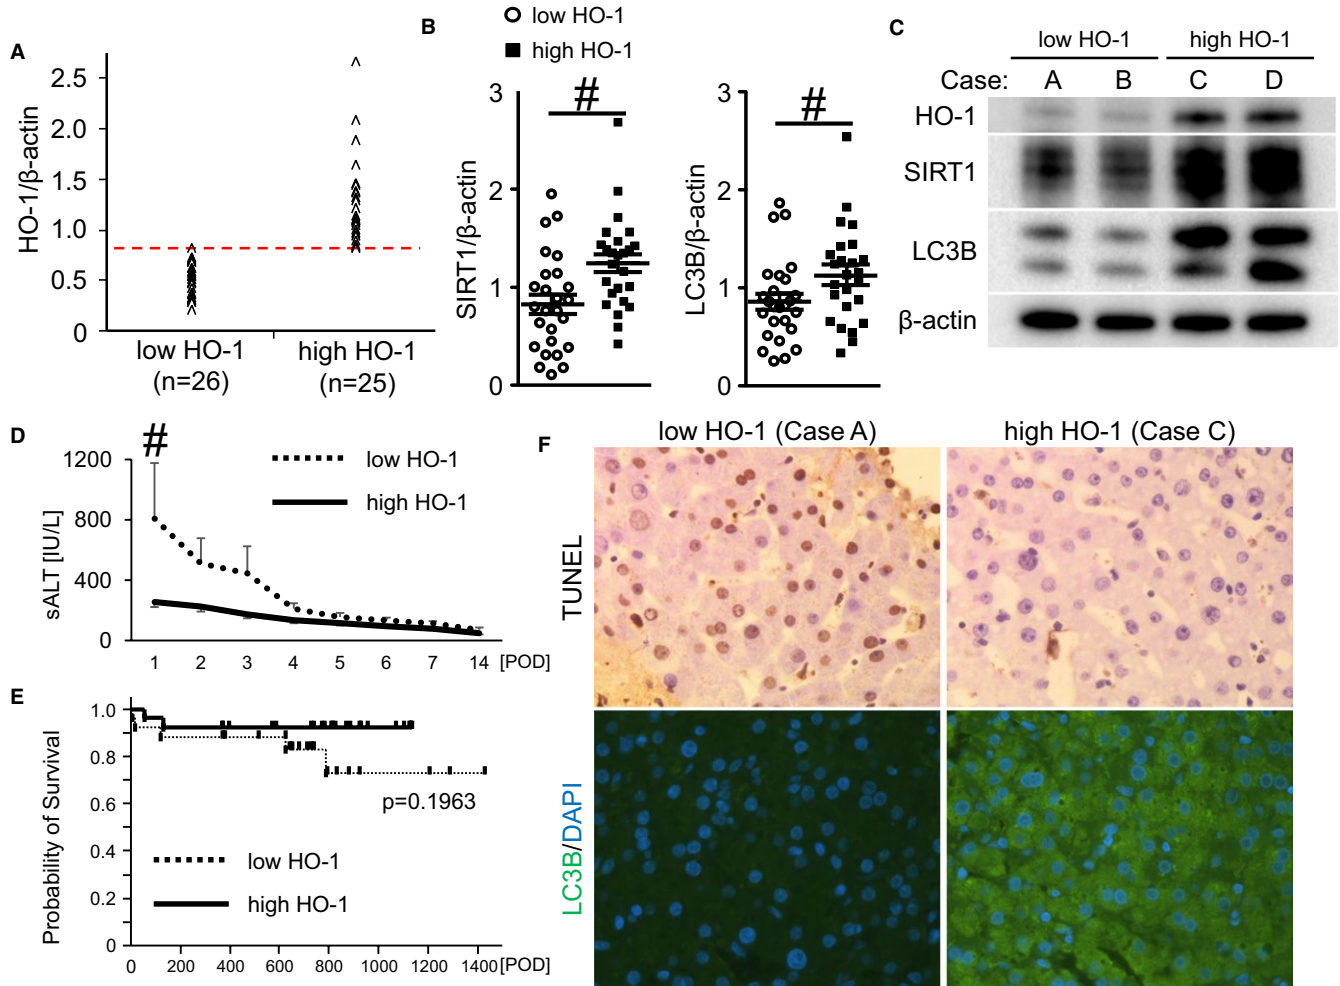 A
HO-1/β-actin
2.5
2.0
1.5
1.0
0.5
0
low HO-1
(n=26)
high HO-1
(n=25)
B
low HO-1
high HO-1
SIRT1/β-actin
3
2
1
0
#
LC3B/β-actin
3
2
1
0
#
C
low HO-1 high HO-1
Case: A B C D
HO-1
SIRT1
LC3B
β-actin
D
#
sALT [IU/L]
1200
800
400
0
low HO-1
high HO-1
1 2 3 4 5 6 7 14 [POD]
E
Probability of Survival
1.0
0.8
0.6
0.4
0.2
0
p=0.1963
low HO-1
high HO-1
0 200 400 600 800 1000 1200 1400 [POD]
F
low HO-1 (Case A) high HO-1 (Case C)
TUNEL
LC3B/DAPI